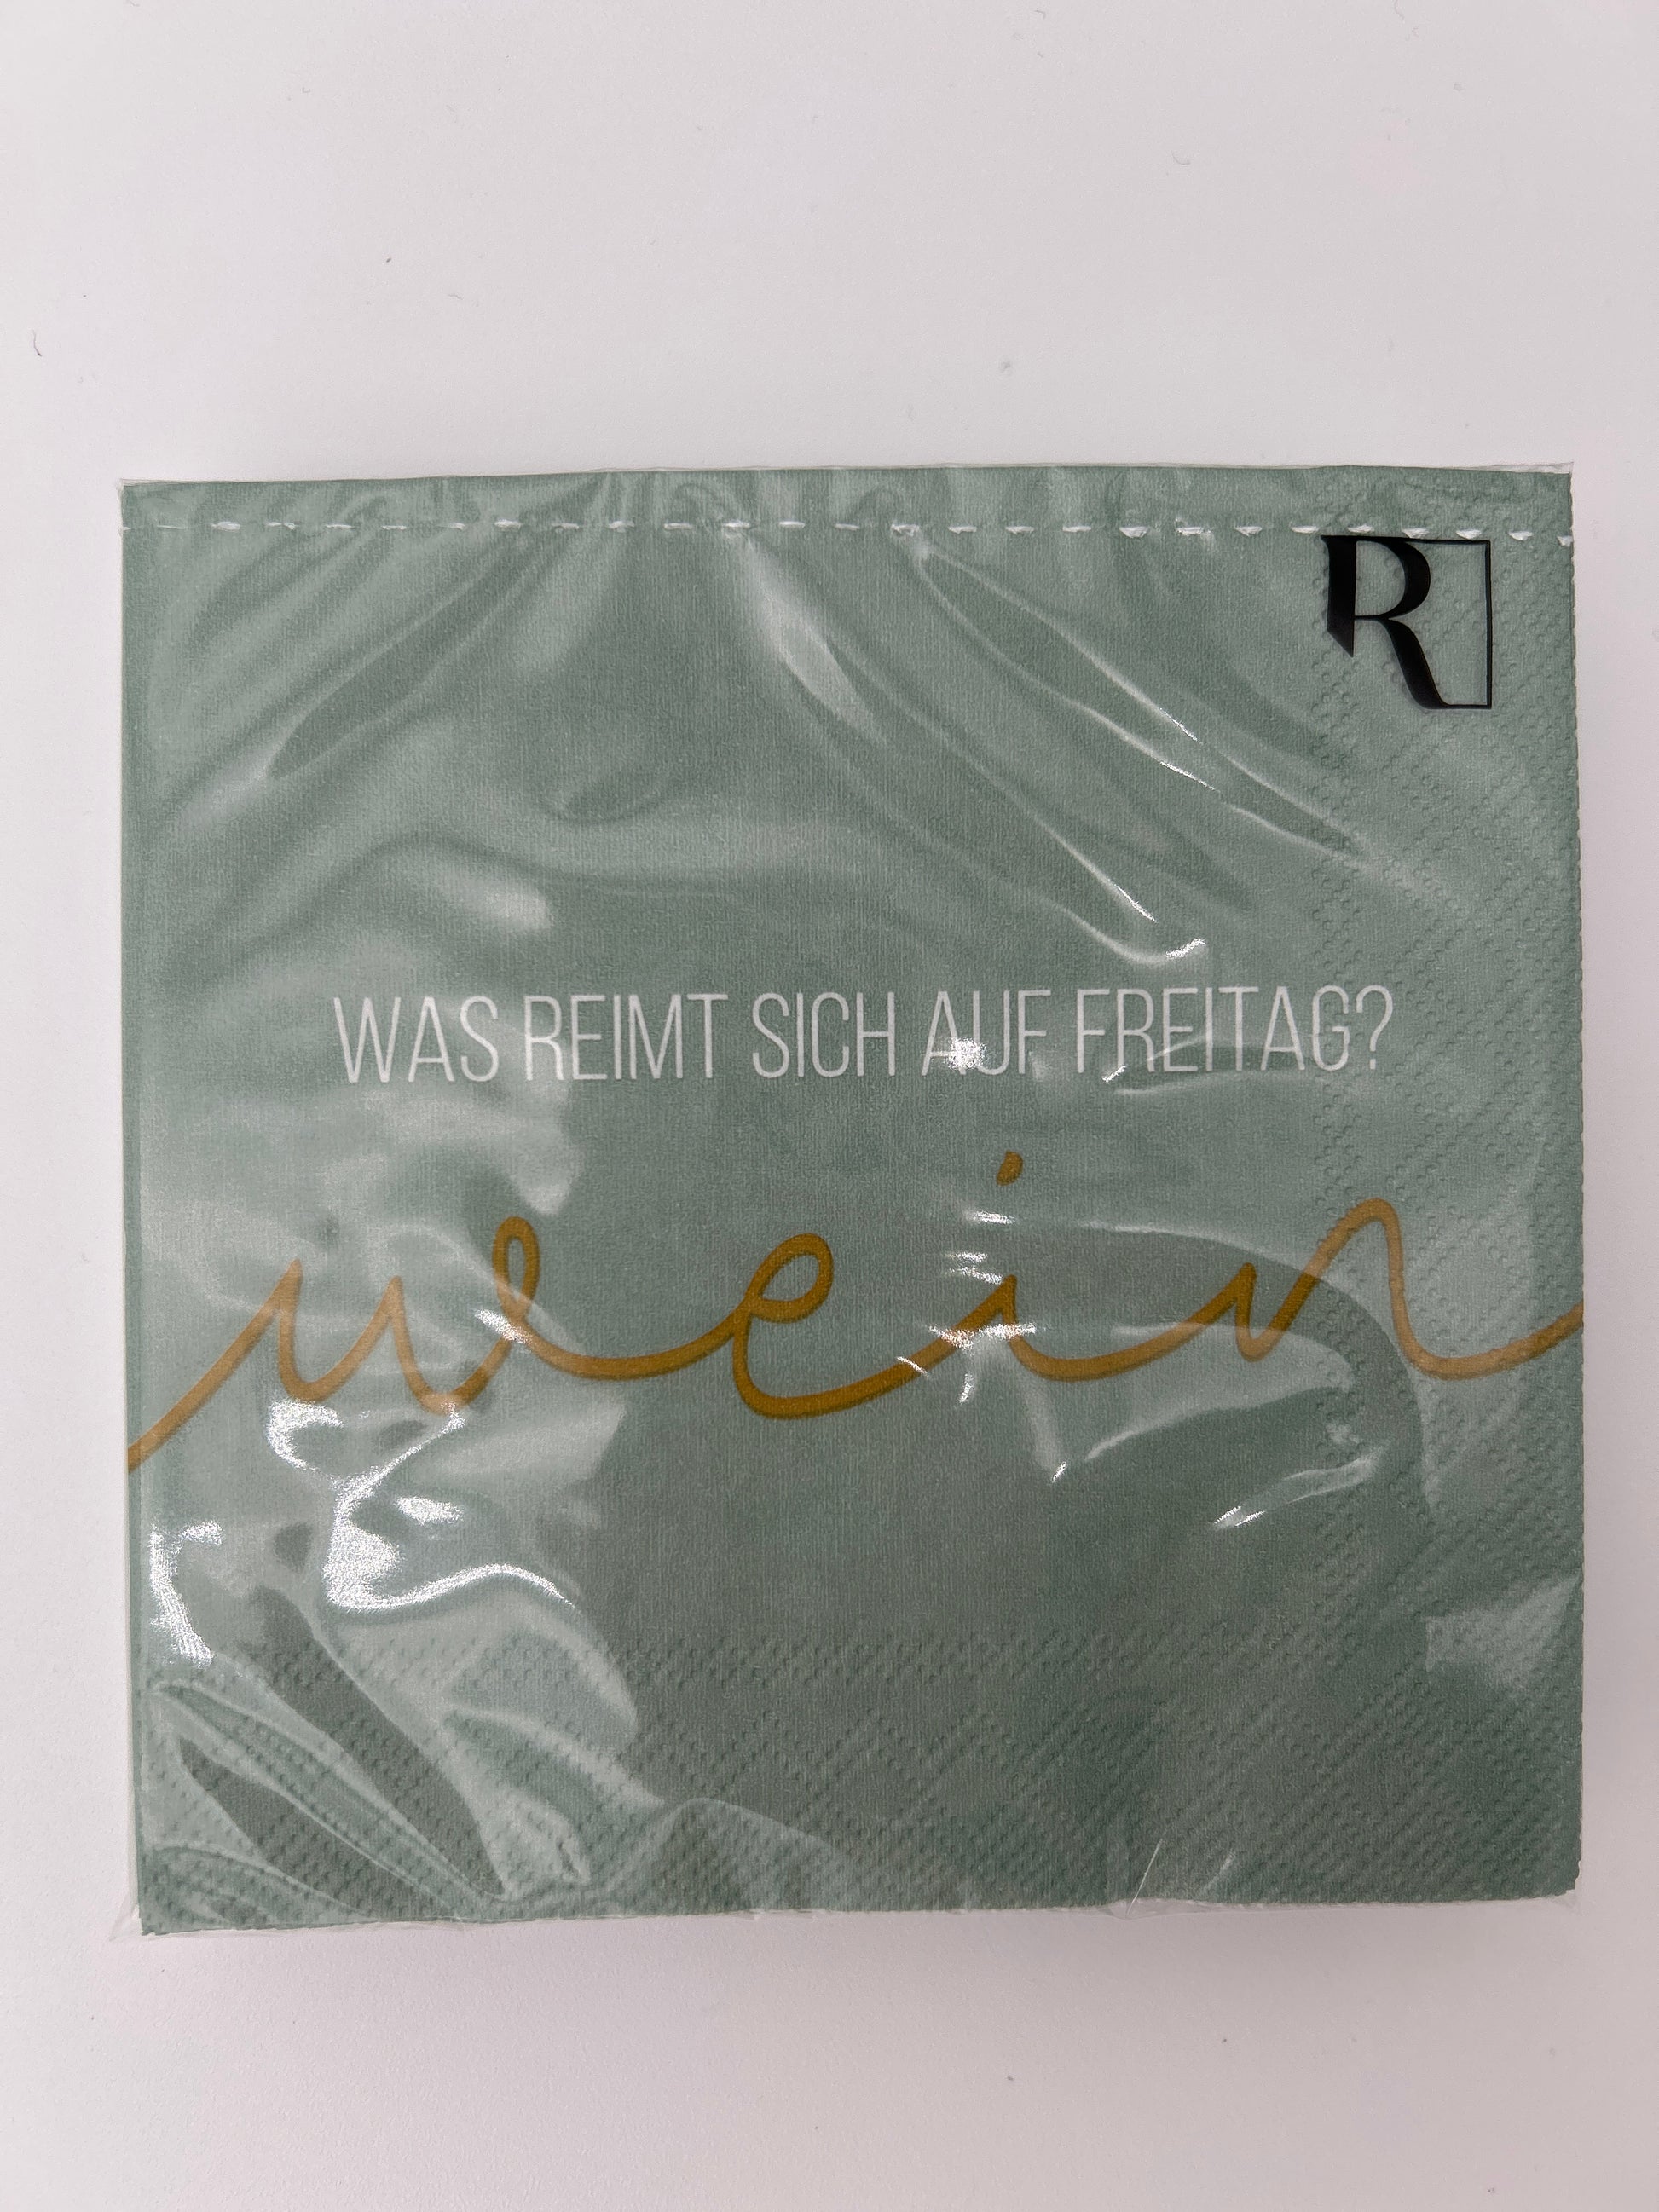 R
WAS REIMT SICH AUF FREITAG?
wein